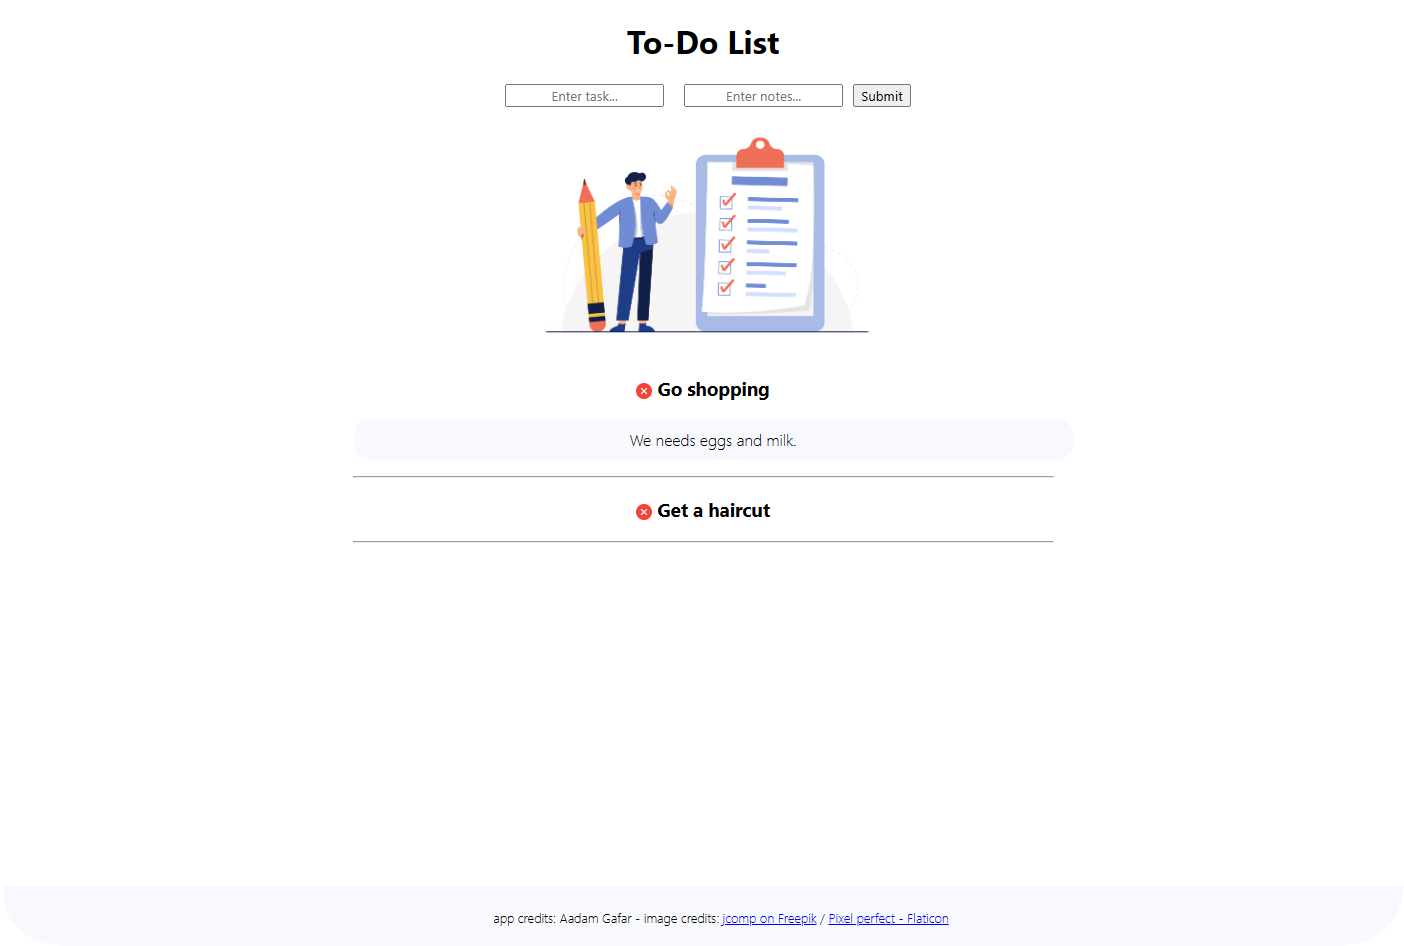 To-Do List
Enter task... Enter notes... Submit
Go shopping
We needs eggs and milk.
Get a haircut
app credits: Aadam Gafar - image credits: jcomp on Freepik / Pixel perfect - Flaticon